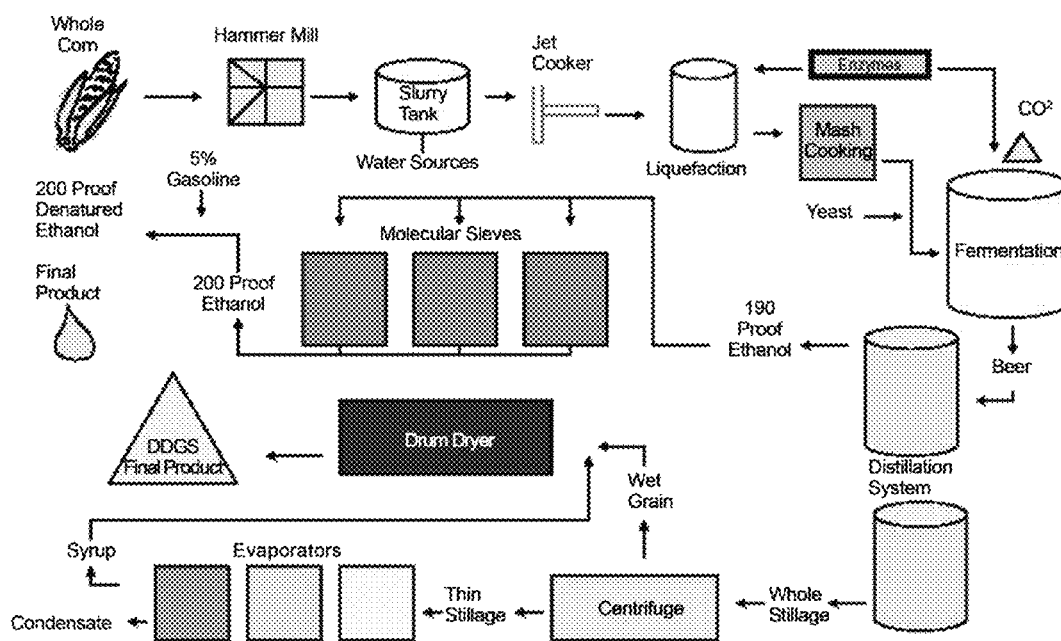 Whole
Corn
Hammer Mill
Slurry
Tank
Water Sources
Jet
Cooker
Liquefaction
Enzymes
Mash
Cooking
CO²
Yeast
Fermentation
5%
Gasoline
200 Proof
Denatured
Ethanol
Final
Product
200 Proof
Ethanol
Molecular Sieves
190
Proof
Ethanol
Beer
Distillation
System
DDGS
Final Product
Drum Dryer
Wet
Grain
Syrup
Evaporators
Condensate
Thin
Stillage
Centrifuge
Whole
Stillage